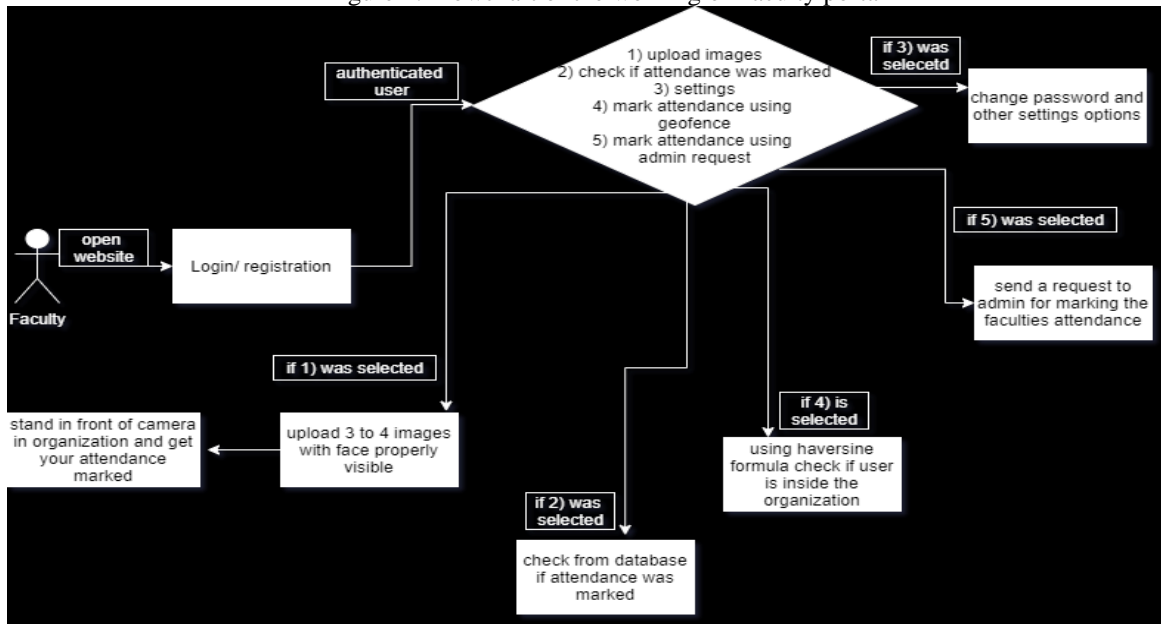 1) upload images
2) check if attendance was marked
3) settings
4) mark attendance using
geofence
5) mark attendance using
admin request
if 3) was
selecetd
authenticated
user
change password and
other settings options
if 5) was selected
open
website
Login/ registration
Faculty
send a request to
admin for marking the
faculties attendance
if 1) was selected
stand in front of camera
in organization and get
your attendance
marked
upload 3 to 4 images
with face properly
visible
if 4) is
selected
using haversine
formula check if user
is inside the
organization
if 2) was
selected
check from database
if attendance was
marked